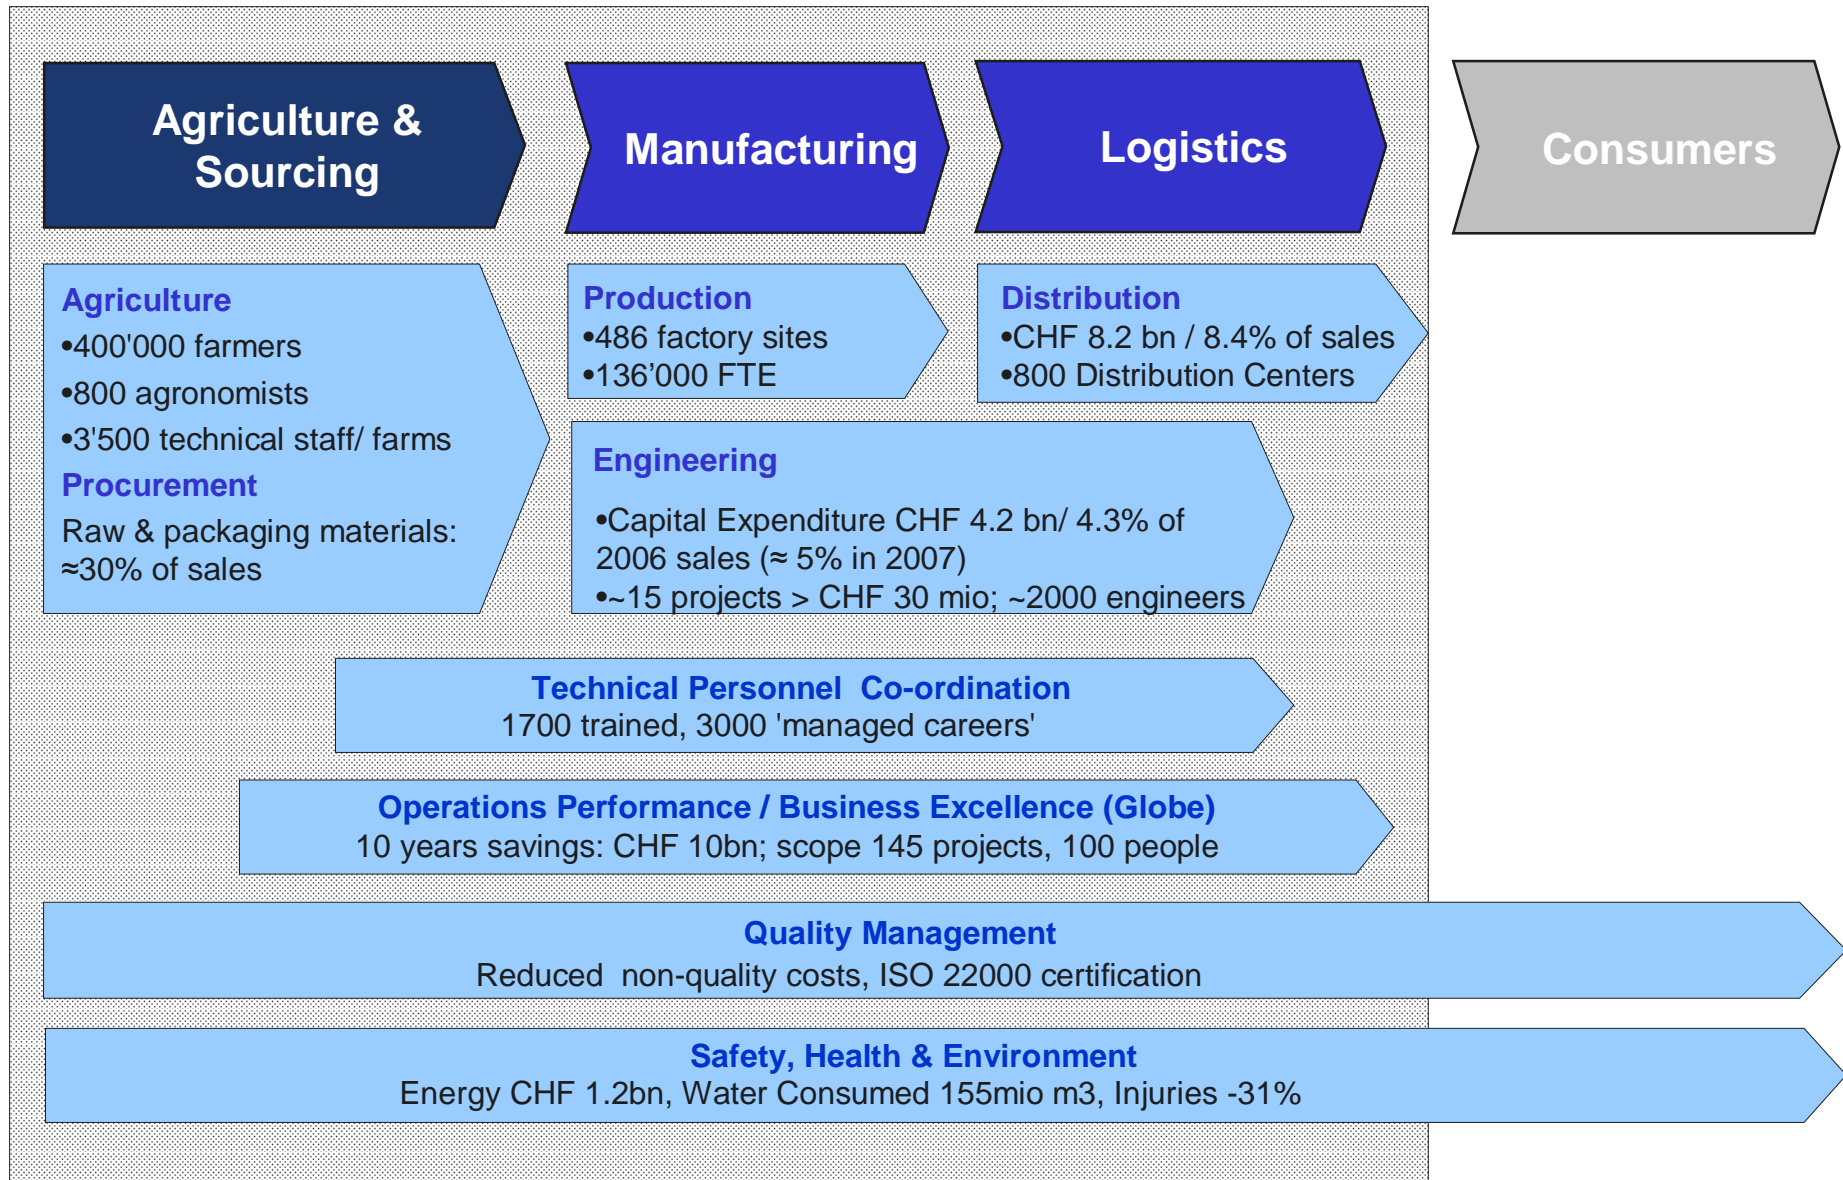 Agriculture &
Sourcing
Manufacturing
Logistics
Consumers
Agriculture
•400'000 farmers
•800 agronomists
•3'500 technical staff/ farms
Procurement
Raw & packaging materials:
≈30% of sales
Production
•486 factory sites
•136’000 FTE
Distribution
•CHF 8.2 bn / 8.4% of sales
•800 Distribution Centers
Engineering
•Capital Expenditure CHF 4.2 bn/ 4.3% of
2006 sales (≈ 5% in 2007)
•~15 projects > CHF 30 mio; ~2000 engineers
Technical Personnel  Co-ordination
1700 trained, 3000 'managed careers'
Operations Performance / Business Excellence (Globe)
10 years savings: CHF 10bn; scope 145 projects, 100 people
Quality Management
Reduced  non-quality costs, ISO 22000 certification
Safety, Health & Environment
Energy CHF 1.2bn, Water Consumed 155mio m3, Injuries -31%